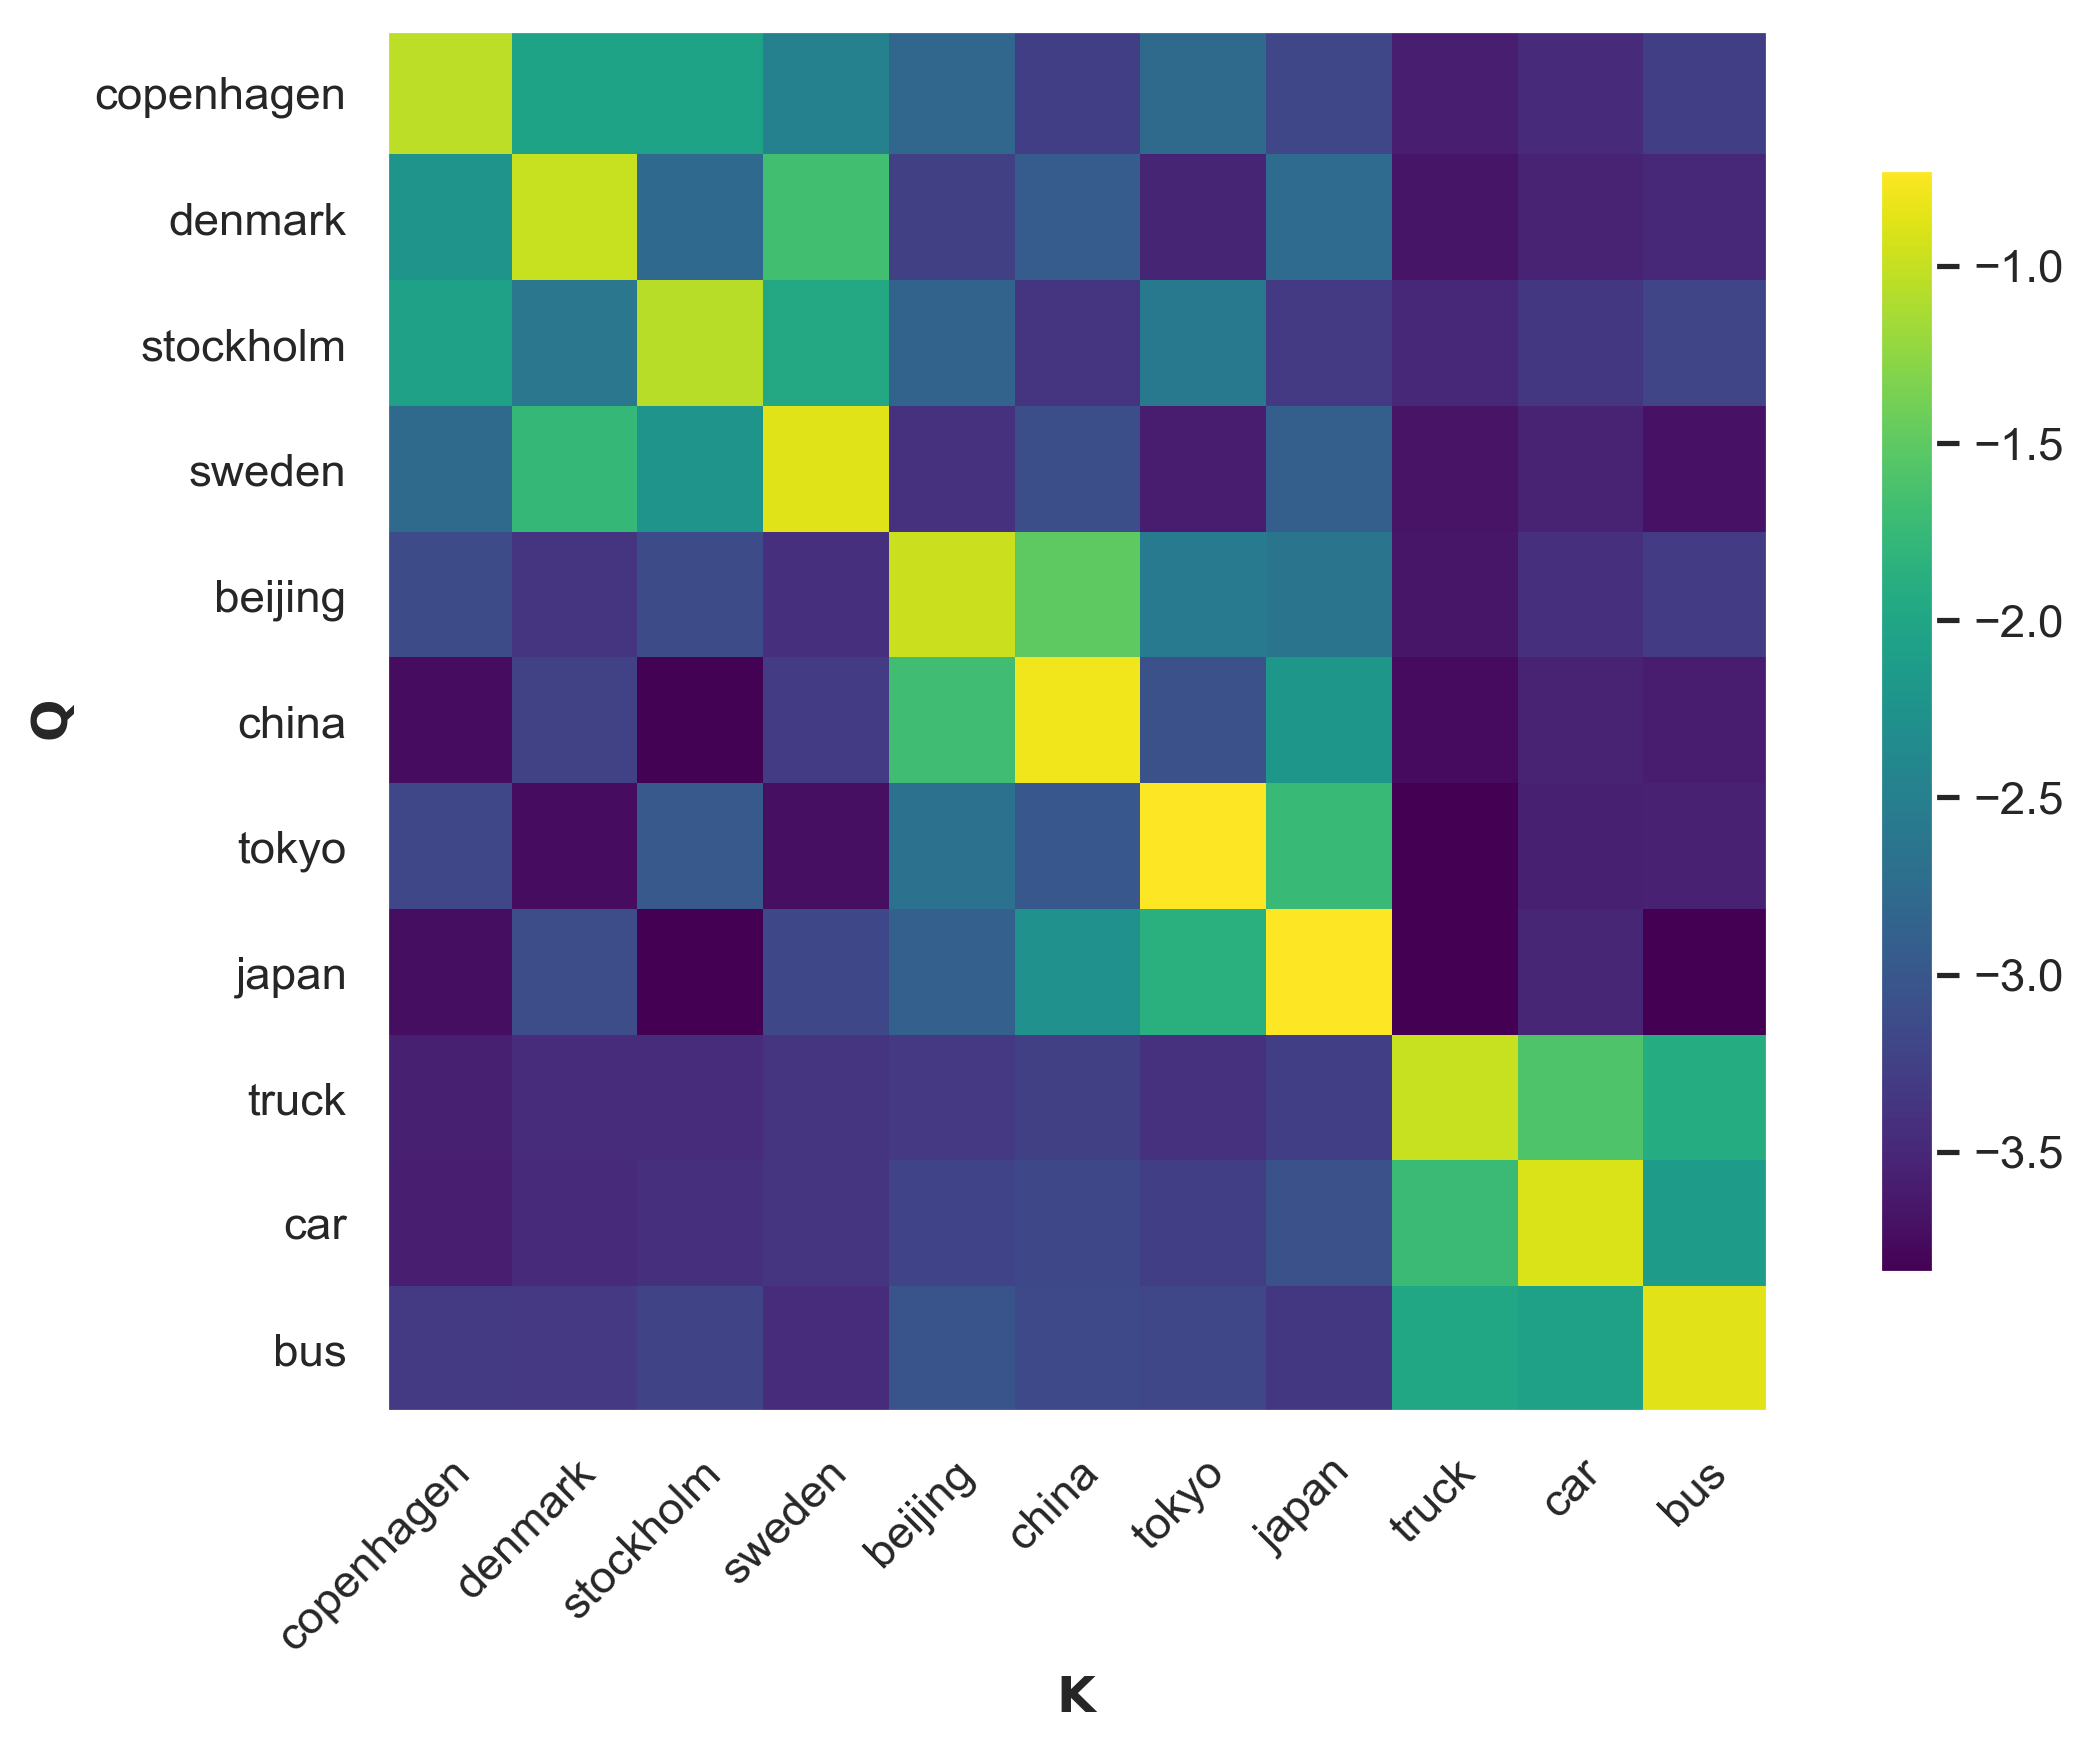 copenhagen
denmark
stockholm
sweden
beijing
china
tokyo
japan
truck
car
bus
Q
copenhagen
denmark
stockholm
sweden
beijing
china
tokyo
japan
truck
car
bus
K
−1.0
−1.5
−2.0
−2.5
−3.0
−3.5